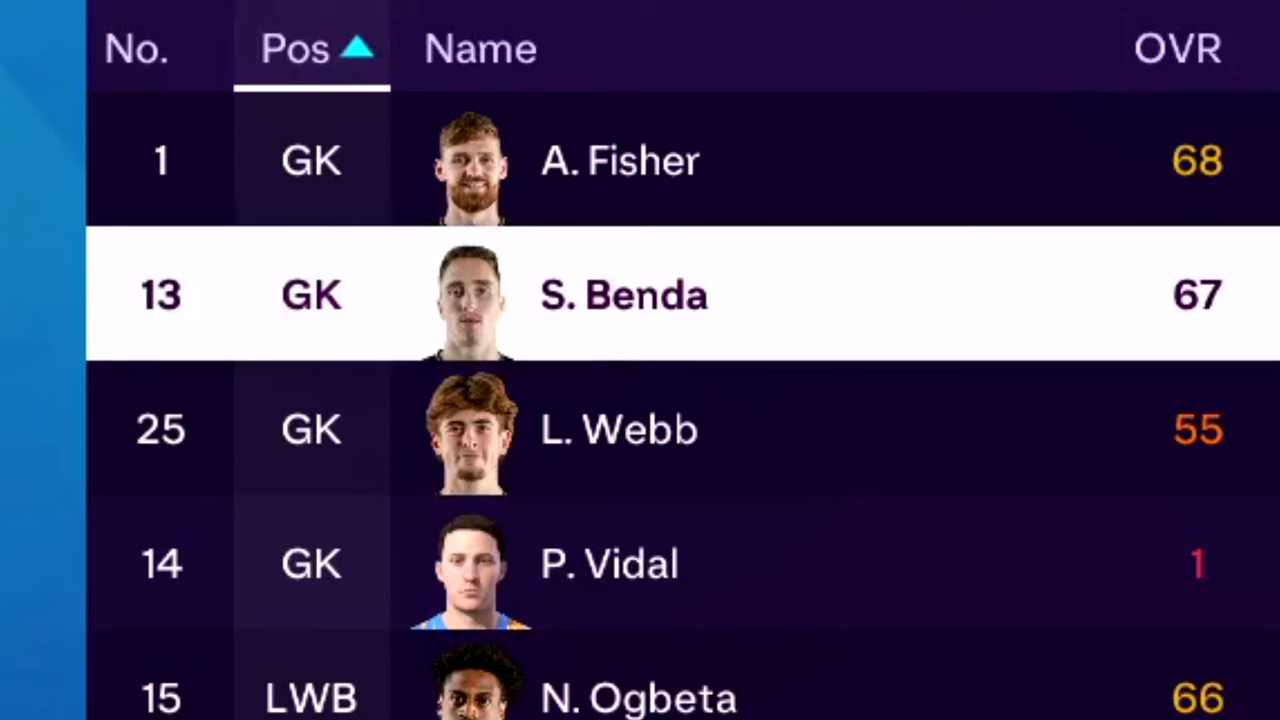 No. Pos Name OVR
1 GK A. Fisher 68
13 GK S. Benda 67
25 GK L. Webb 55
14 GK P. Vidal 1
15 LWB N. Ogbeta 66